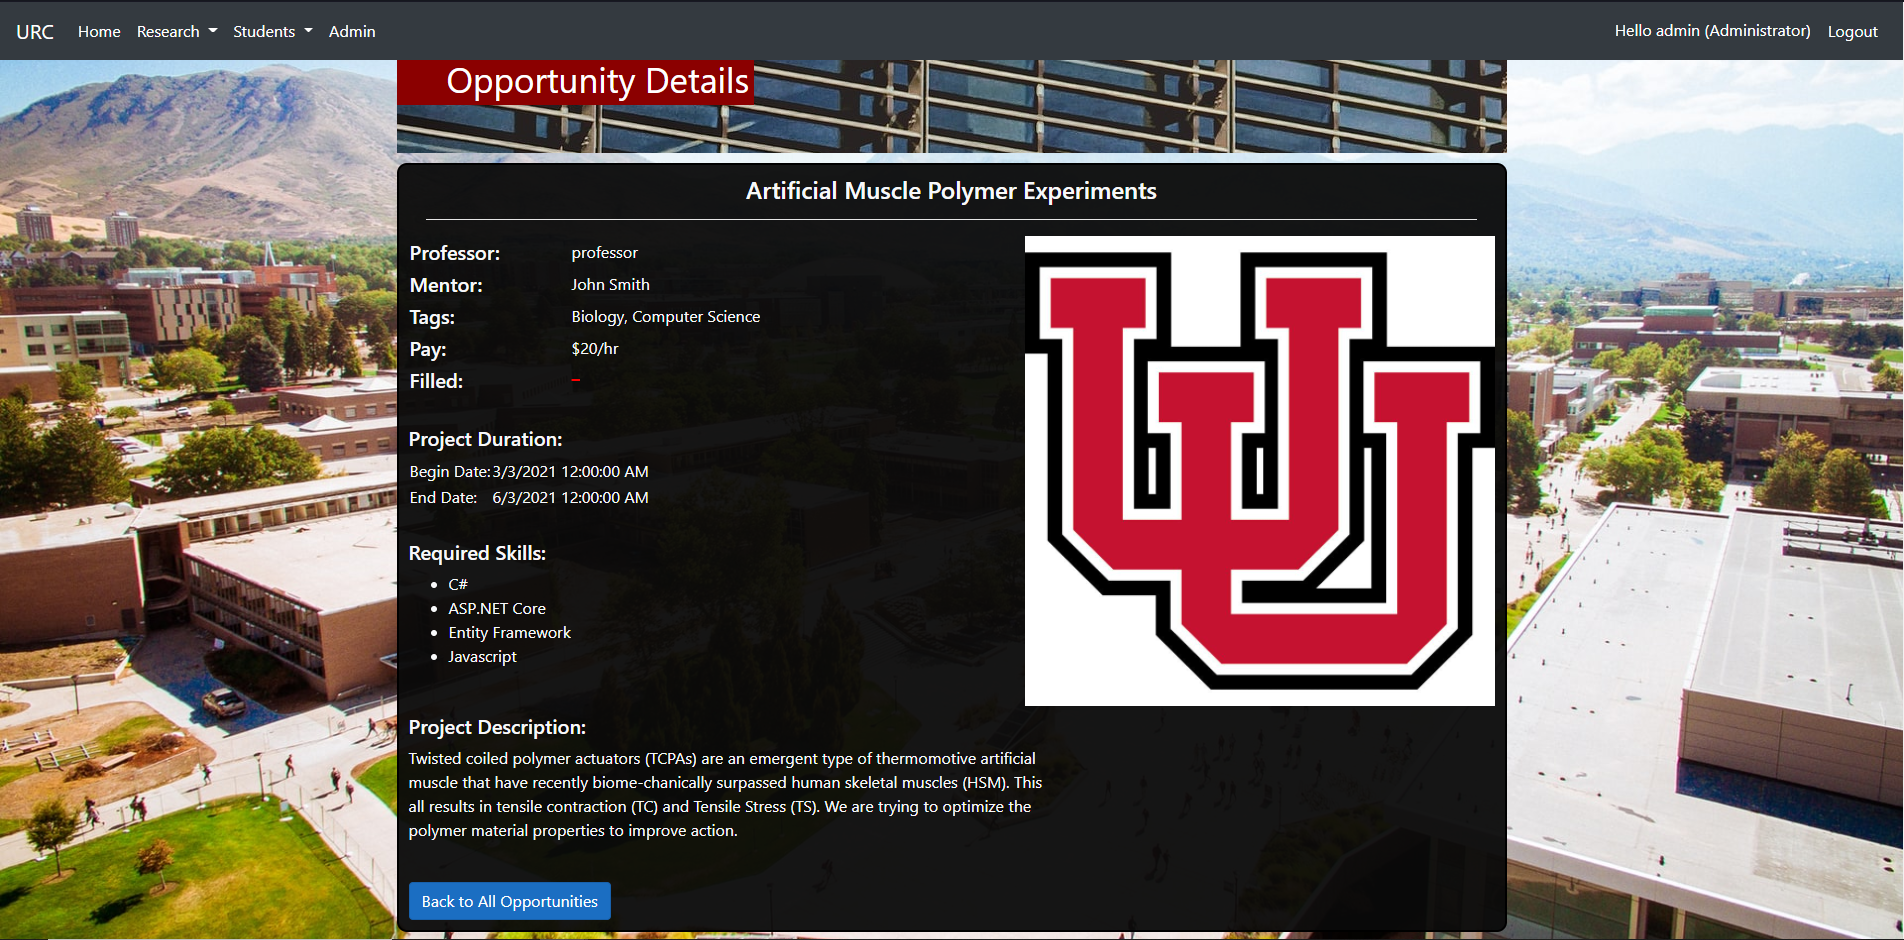 URC Home Research Students Admin Hello admin (Administrator) Logout
Opportunity Details
Artificial Muscle Polymer Experiments
Professor: professor
Mentor: John Smith
Tags: Biology, Computer Science
Pay: $20/hr
Filled: –
Project Duration:
Begin Date: 3/3/2021 12:00:00 AM
End Date: 6/3/2021 12:00:00 AM
Required Skills:
• C#
• ASP.NET Core
• Entity Framework
• Javascript
Project Description:
Twisted coiled polymer actuators (TCPAs) are an emergent type of thermomotive artificial
muscle that have recently biome-chanically surpassed human skeletal muscles (HSM). This
all results in tensile contraction (TC) and Tensile Stress (TS). We are trying to optimize the
polymer material properties to improve action.
Back to All Opportunities
UU